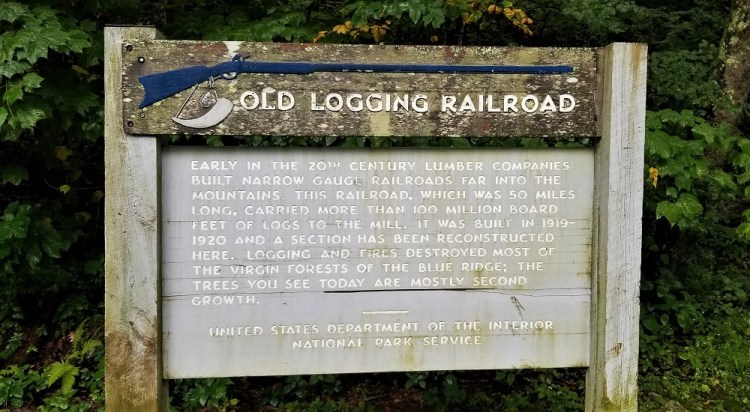 OLD LOGGING RAILROAD
EARLY IN THE 20TH CENTURY LUMBER COMPANIES
BUILT NARROW GAUGE RAILROADS FAR INTO THE
MOUNTAINS. THIS RAILROAD, WHICH WAS 50 MILES
LONG, CARRIED MORE THAN 100 MILLION BOARD
FEET OF LOGS TO THE MILL. IT WAS BUILT IN 1919-
1920 AND A SECTION HAS BEEN RECONSTRUCTED
HERE. LOGGING AND FIRES DESTROYED MOST OF
THE VIRGIN FORESTS OF THE BLUE RIDGE; THE
TREES YOU SEE TODAY ARE MOSTLY SECOND
GROWTH.
UNITED STATES DEPARTMENT OF THE INTERIOR
NATIONAL PARK SERVICE